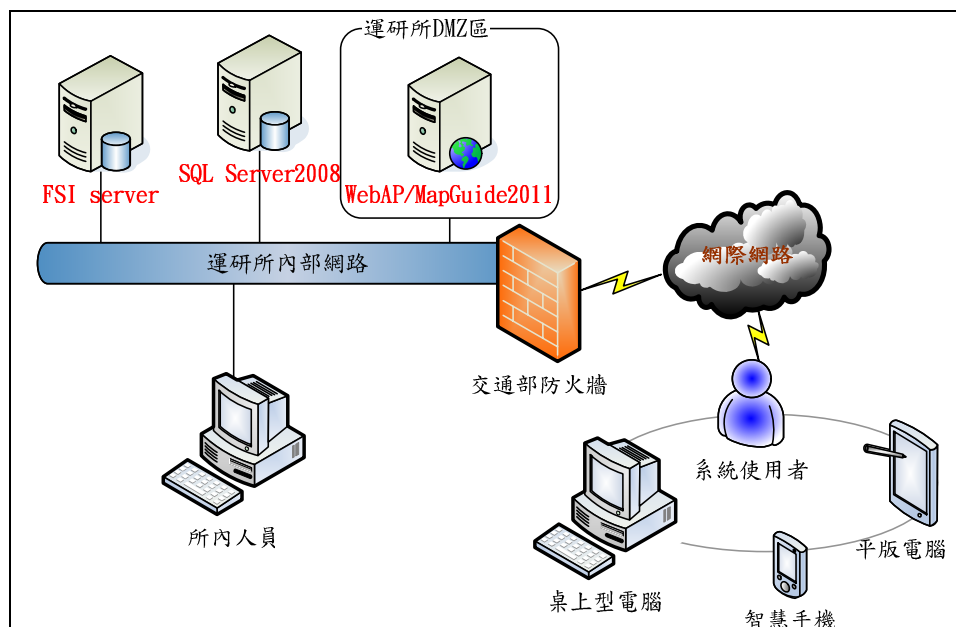 運研所DMZ區
FSI server
SQL Server2008
WebAP/MapGuide2011
運研所內部網路
網際網路
交通部防火牆
系統使用者
所內人員
平版電腦
桌上型電腦
智慧手機